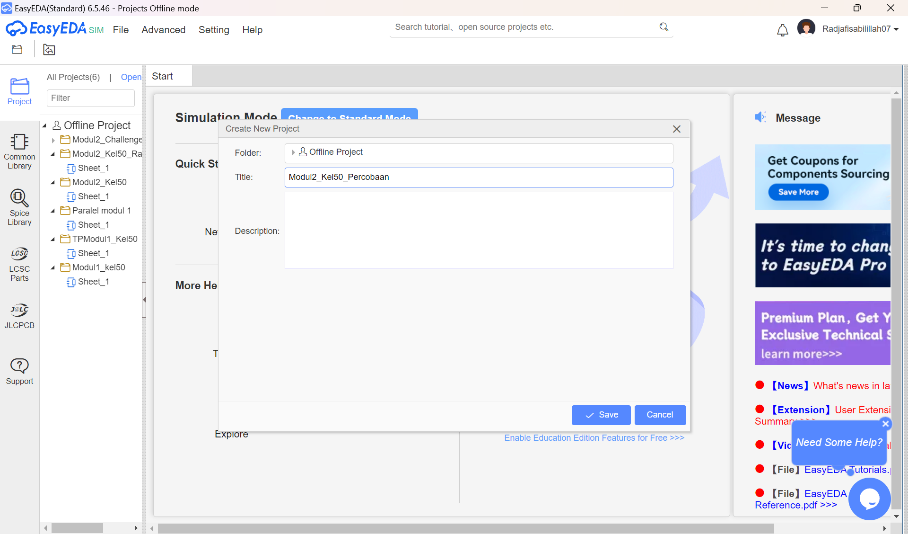 EasyEDA(Standard) 6.5.46 - Projects Offline mode
EasyEDA SIM File Advanced Setting Help
Search tutorial, open source projects etc.
Radjafisabilillah07
All Projects(6) | Open
Filter
Project
Common Library
Spice Library
LCSC
LCSC Parts
JLCPCB
Support
Offline Project
Modul2_Challenge
Modul2_Kel50_Ra
Sheet_1
Modul2_Kel50
Sheet_1
Paralel modul 1
Sheet_1
TPModul1_Kel50
Sheet_1
Modul1_kel50
Sheet_1
Start
Simulation Mode Change to Standard Mode
Quick St
Ne
More He
T
Explore
Enable Education Edition Features for Free >>>
Create New Project
Folder: Offline Project
Title: Modul2_Kel50_Percobaan
Description:
Save Cancel
Message
Get Coupons for
Components Sourcing
Save More
It's time to chan
to EasyEDA Pro
Premium Plan, Get Y
Exclusive Technical S
learn more>>>
【News】What's news in la
【Extension】User Extensi
Summary>>>
【Vid
【File】EasyEDA Tutorials.
【File】EasyEDA
Reference.pdf >>>
Need Some Help?